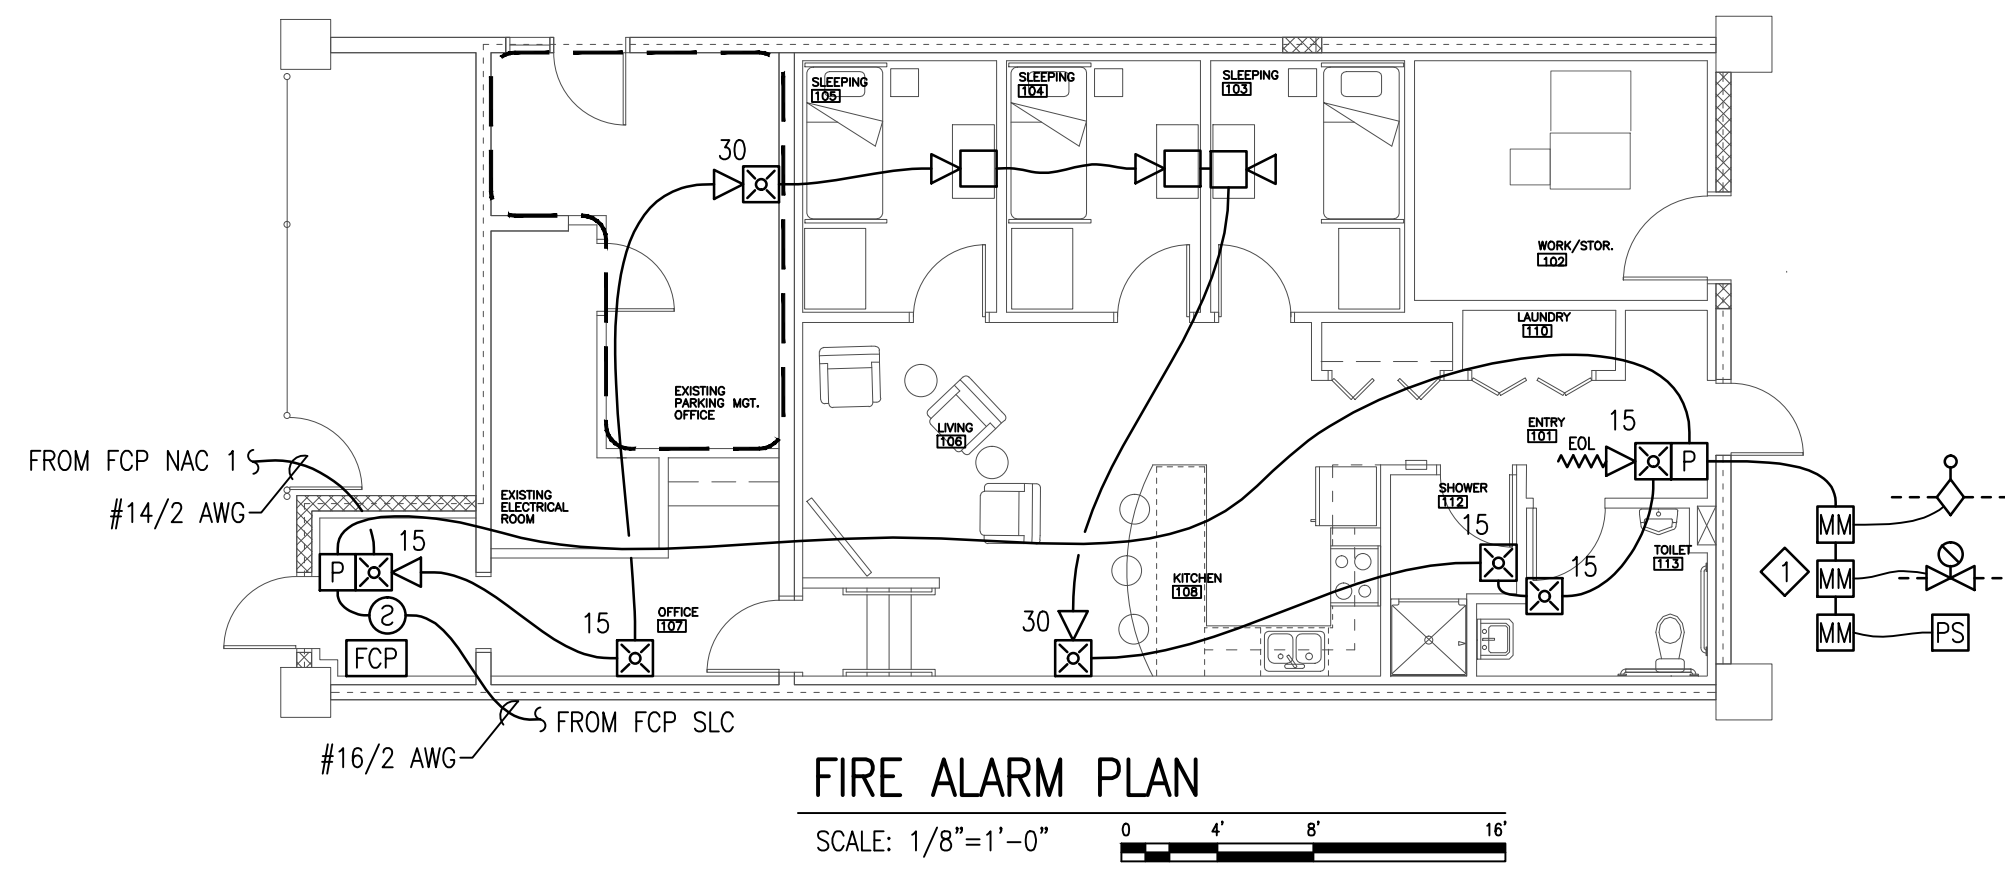 SLEEPING
105
SLEEPING
104
SLEEPING
103
30
WORK/STOR.
102
LAUNDRY
110
EXISTING
PARKING MGT.
OFFICE
LIVING
106
ENTRY
101
15
EOL
P
FROM FCP NAC 1
#14/2 AWG
EXISTING
ELECTRICAL
ROOM
SHOWER
112
15
MM
15
P
TOILET
113
15
MM
1
KITCHEN
108
2
OFFICE
107
15
30
MM
PS
FCP
FROM FCP SLC
#16/2 AWG
FIRE ALARM PLAN
SCALE: 1/8"=1'-0"
0 4' 8' 16'